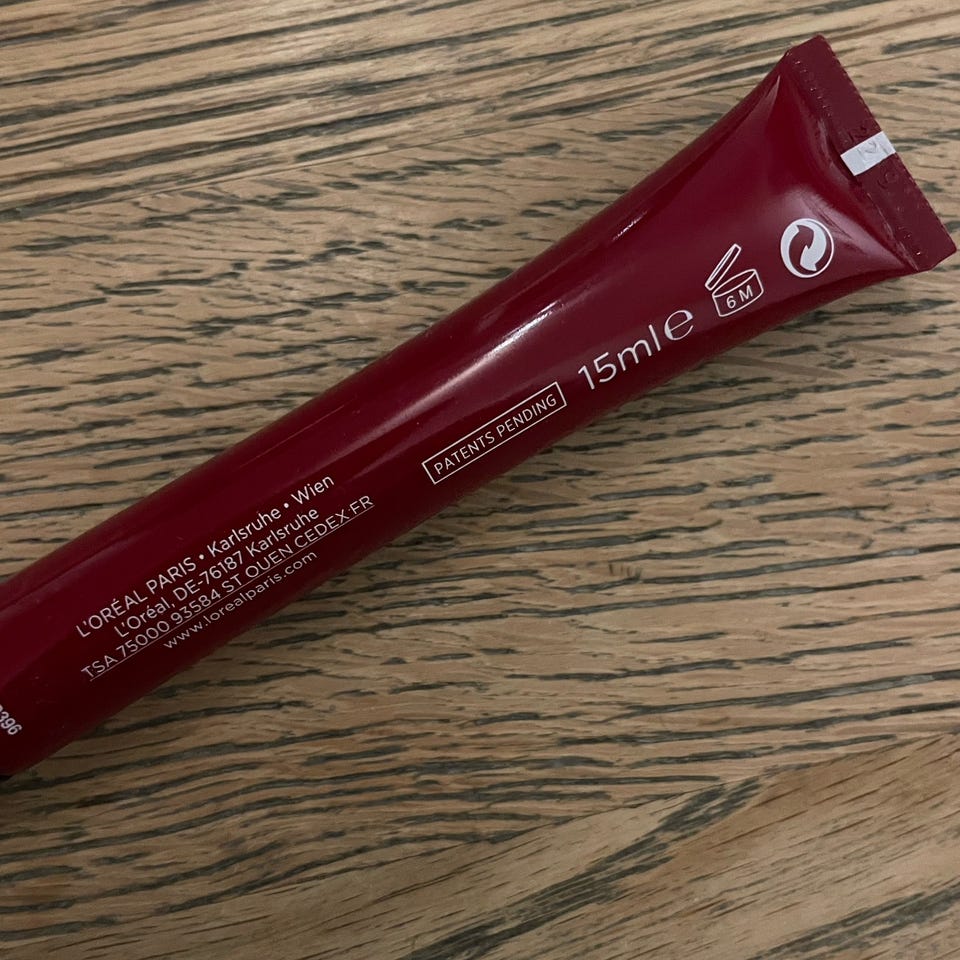 L'ORÉAL PARIS • Karlsruhe • Wien
L'Oréal, DE-76187 Karlsruhe
TSA 75000 93584 ST OUEN CEDEX-FR
www.lorealparis.com
PATENTS PENDING
15ml e
6 M